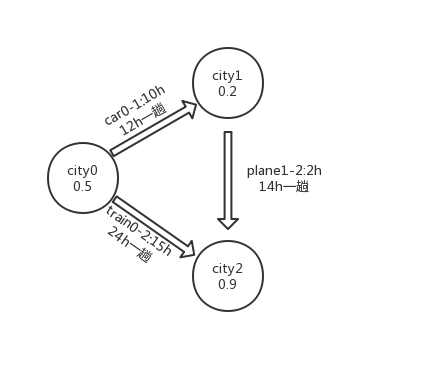 city1
0.2
car0-1:10h
12h一趟
city0
0.5
plane1-2:2h
14h一趟
train0-2:15h
24h一趟
city2
0.9